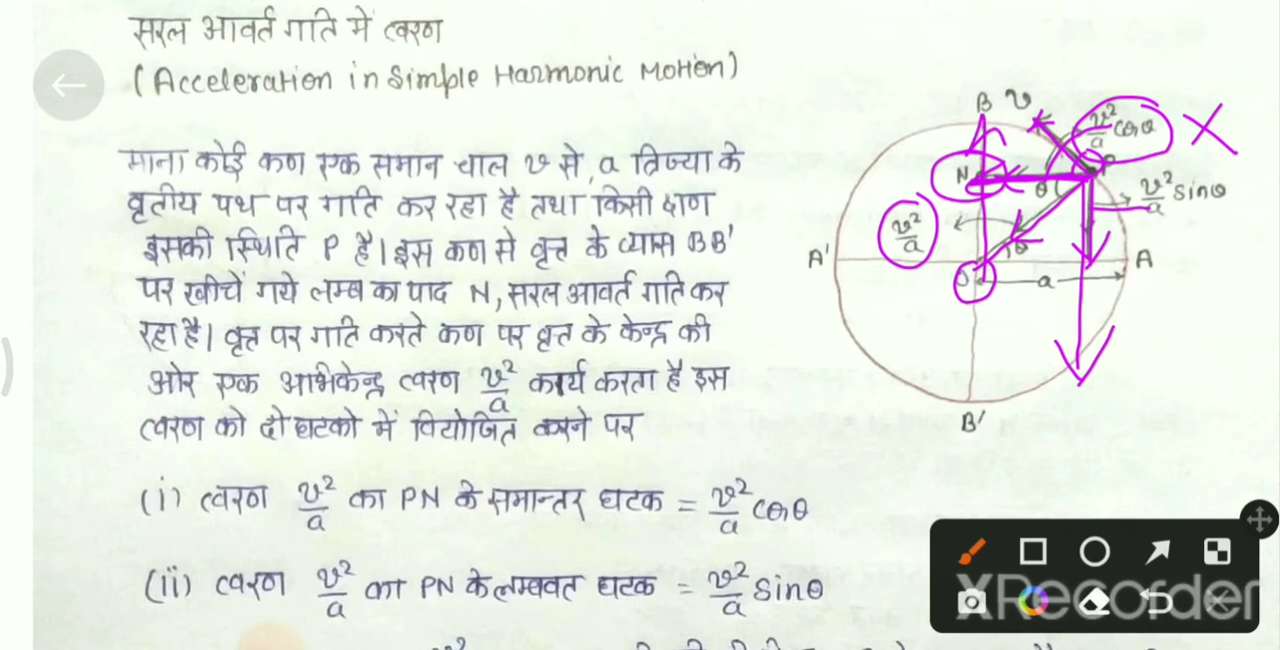 सरल आवर्त गति में त्वरण
(Acceleration in Simple Harmonic Motion)
माना कोई कण एक समान चाल v से, a त्रिज्या के
वृत्तीय पथ पर गति कर रहा है तथा किसी क्षण
इसकी स्थिति P है। इस कण से वृत्त के व्यास BB'
पर खींचें गये लम्ब का पाद N, सरल आवर्त गति कर
रहा है। वृत्त पर गति करते कण पर वृत्त के केन्द्र की
ओर एक अभिकेन्द्र त्वरण v²/a कार्य करता है इस
त्वरण को दो घटको में वियोजित करने पर
(i) त्वरण v²/a का PN के समान्तर घटक = v²/a cosθ
(ii) त्वरण v²/a का PN के लम्बवत घटक = v²/a Sinθ
B
v
v²/a cosθ
N
θ
P
v²/a sinθ
v²/a
A'
O
θ
a
A
B'
XRecorder